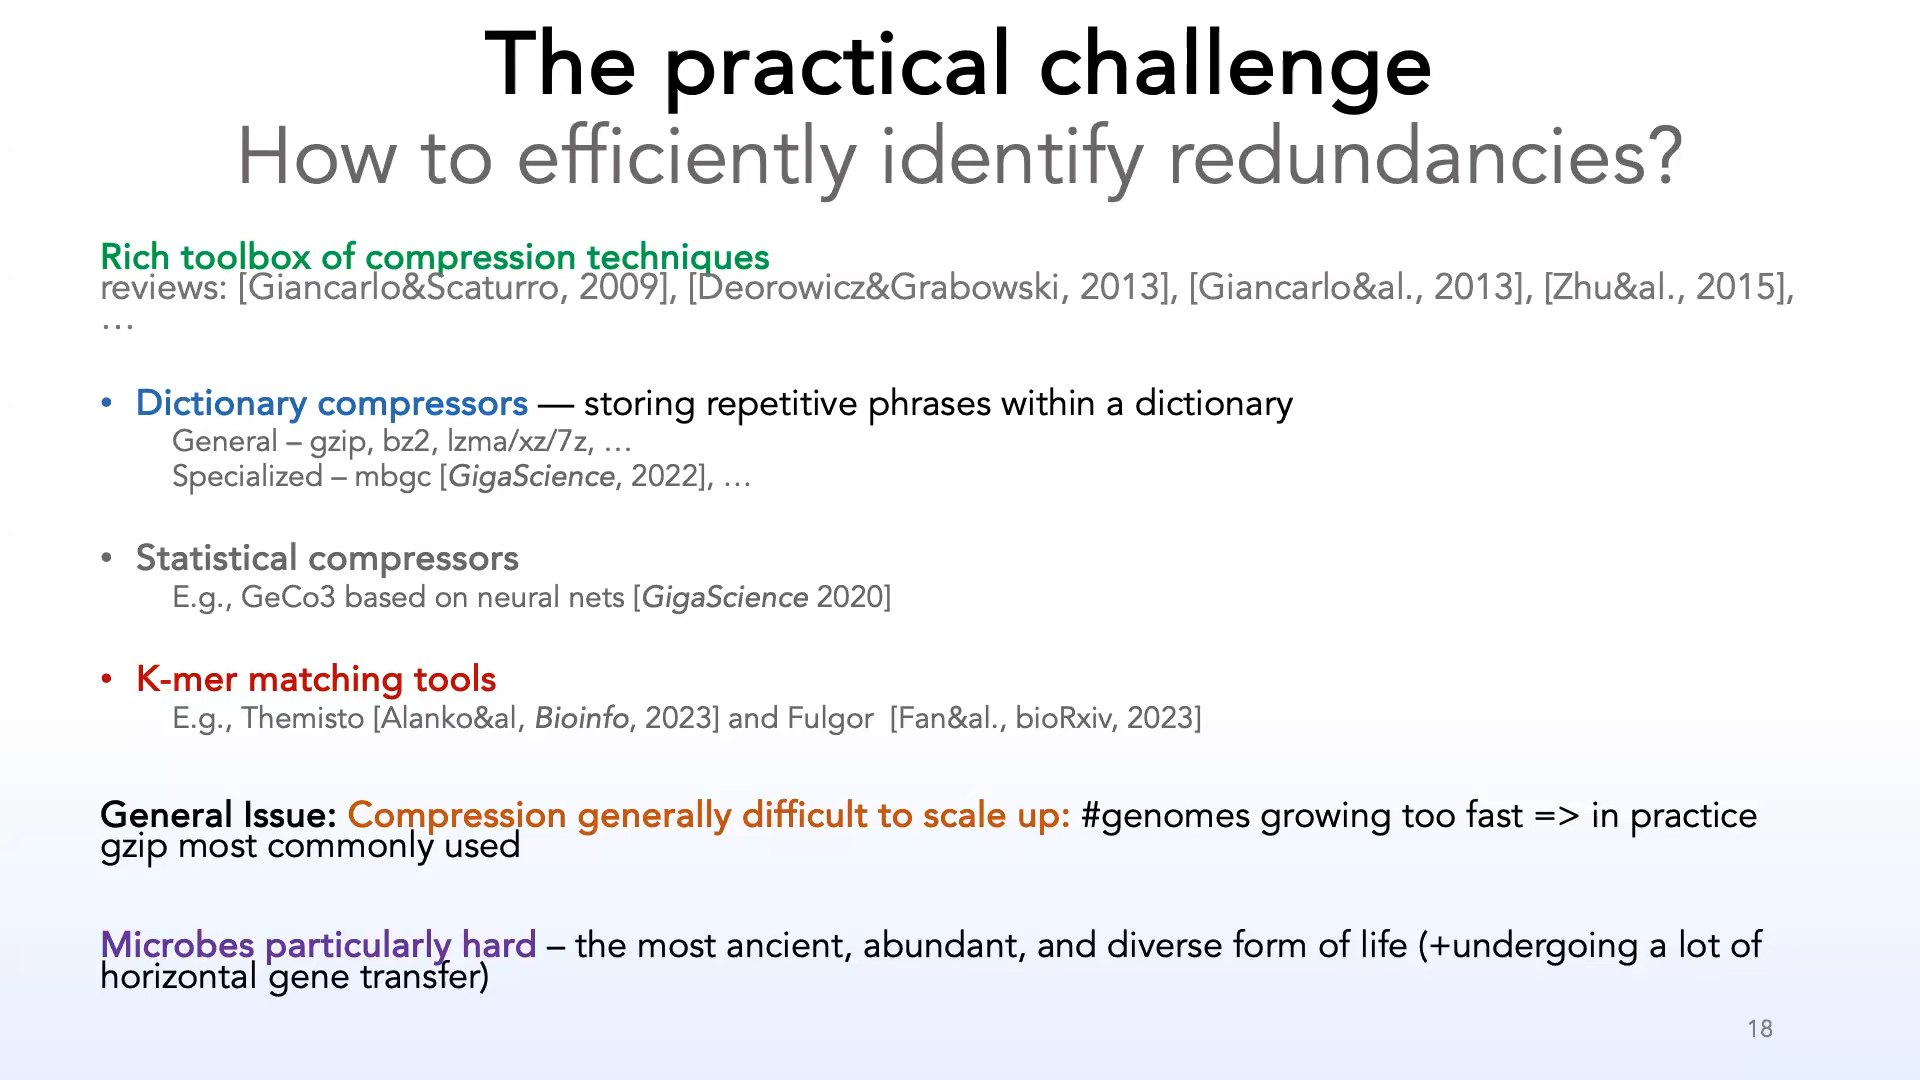 The practical challenge
How to efficiently identify redundancies?
Rich toolbox of compression techniques
reviews: [Giancarlo&Scaturro, 2009], [Deorowicz&Grabowski, 2013], [Giancarlo&al., 2013], [Zhu&al., 2015],
…
• Dictionary compressors — storing repetitive phrases within a dictionary
General – gzip, bz2, lzma/xz/7z, …
Specialized – mbgc [GigaScience, 2022], …
• Statistical compressors
E.g., GeCo3 based on neural nets [GigaScience 2020]
• K-mer matching tools
E.g., Themisto [Alanko&al, Bioinfo, 2023] and Fulgor  [Fan&al., bioRxiv, 2023]
General Issue: Compression generally difficult to scale up: #genomes growing too fast => in practice
gzip most commonly used
Microbes particularly hard – the most ancient, abundant, and diverse form of life (+undergoing a lot of
horizontal gene transfer)
18